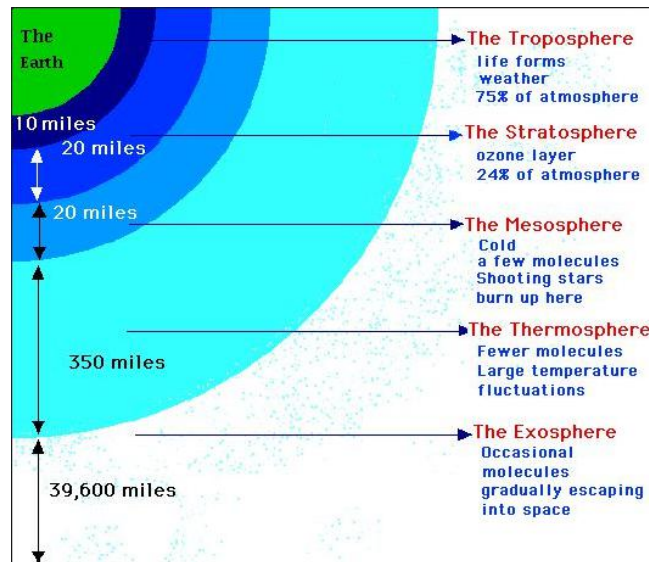 The
Earth
10 miles
20 miles
20 miles
350 miles
39,600 miles
The Troposphere
life forms
weather
75% of atmosphere
The Stratosphere
ozone layer
24% of atmosphere
The Mesosphere
Cold
a few molecules
Shooting stars
burn up here
The Thermosphere
Fewer molecules
Large temperature
fluctuations
The Exosphere
Occasional
molecules
gradually escaping
into space